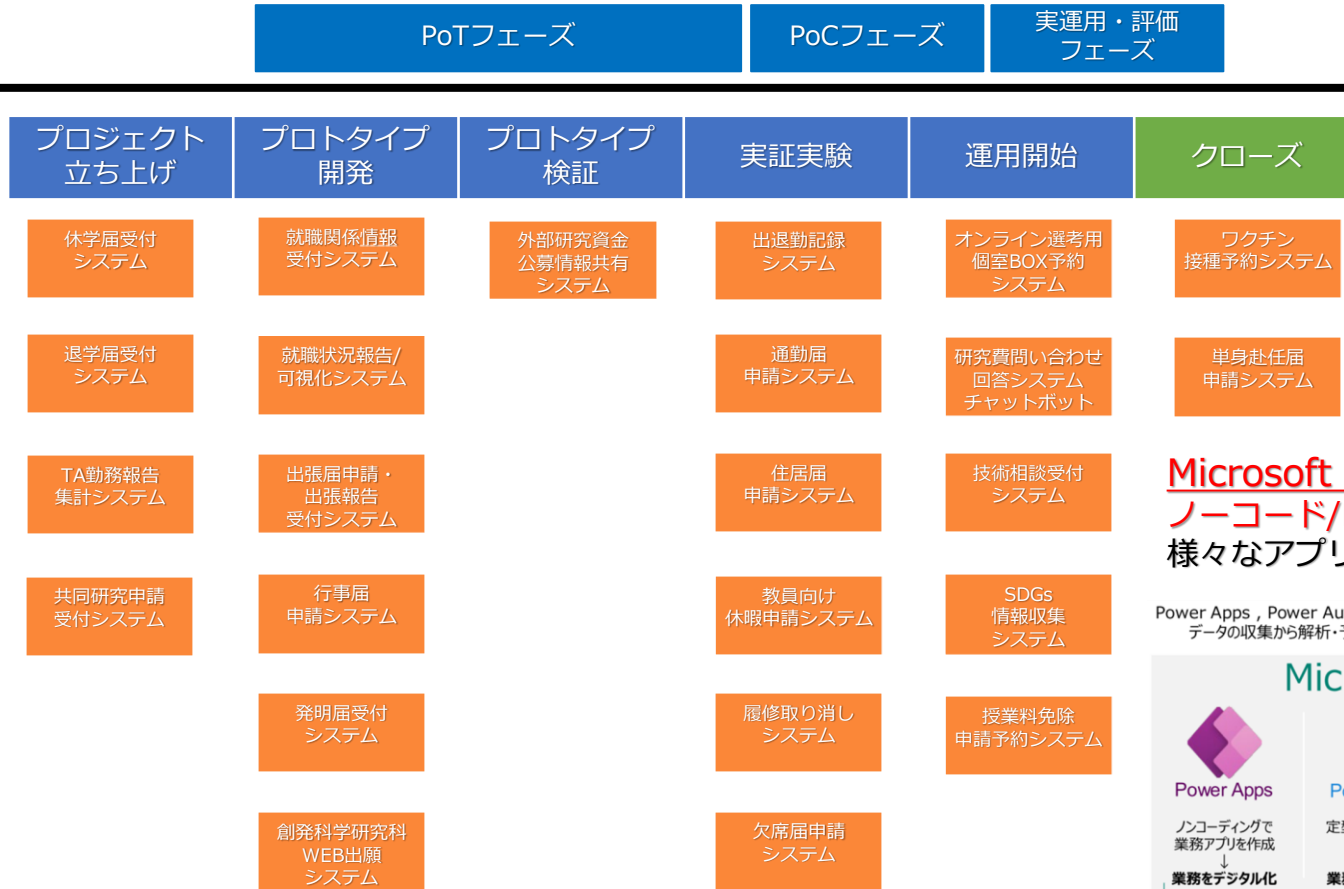 PoTフェーズ
PoCフェーズ
実運用・評価
フェーズ
プロジェクト
立ち上げ
プロトタイプ
開発
プロトタイプ
検証
実証実験
運用開始
クローズ
休学届受付
システム
退学届受付
システム
TA勤務報告
集計システム
共同研究申請
受付システム
就職関係情報
受付システム
就職状況報告/
可視化システム
出張届申請・
出張報告
受付システム
行事届
申請システム
発明届受付
システム
創発科学研究科
WEB出願
システム
外部研究資金
公募情報共有
システム
出退勤記録
システム
通勤届
申請システム
住居届
申請システム
教員向け
休暇申請システム
履修取り消し
システム
欠席届申請
システム
オンライン選考用
個室BOX予約
システム
研究費問い合わせ
回答システム
チャットボット
技術相談受付
システム
SDGs
情報収集
システム
授業料免除
申請予約システム
ワクチン
接種予約システム
単身赴任届
申請システム
Microsoft
ノーコード/
様々なアプリ
Power Apps , Power Au
データの収集から解析・
Mic
Power Apps
ノンコーディングで
業務アプリを作成
↓
業務をデジタル化